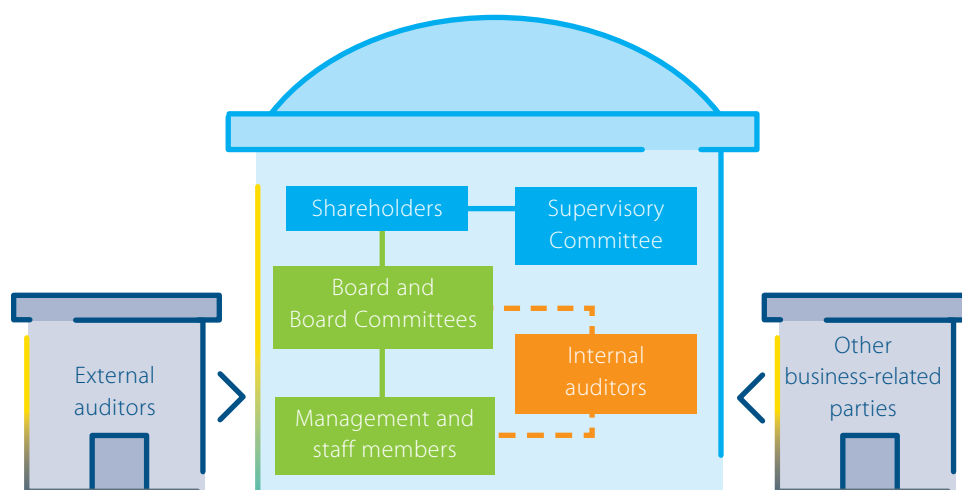 Shareholders
Supervisory
Committee
Board and
Board Committees
Internal
auditors
Management and
staff members
External
auditors
Other
business-related
parties